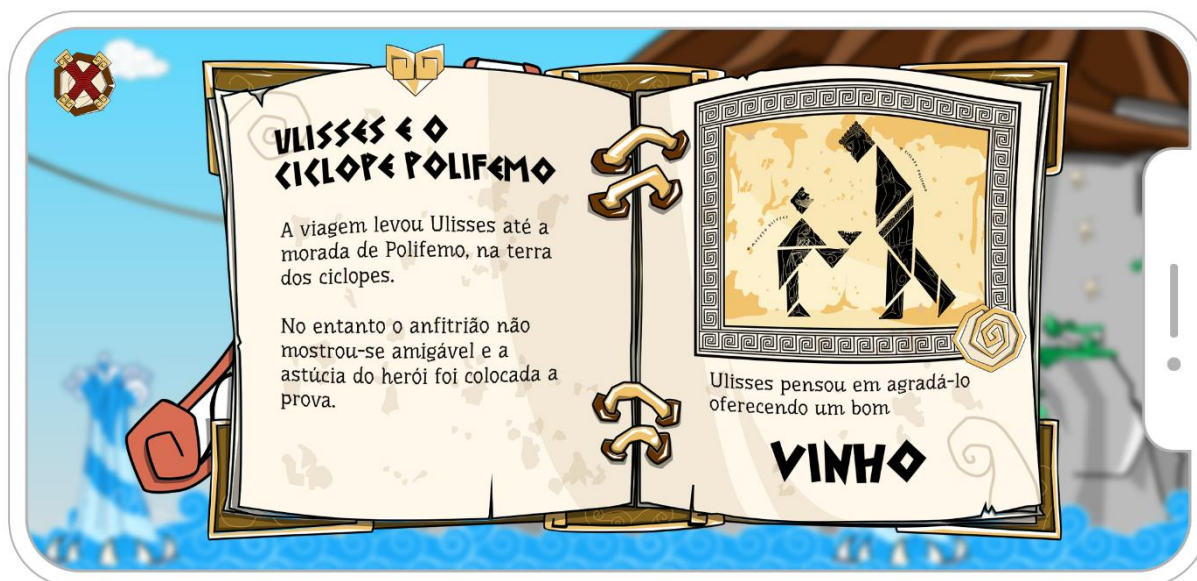 ULISSES E O
CICLOPE POLIFEMO
A viagem levou Ulisses até a
morada de Polifemo, na terra
dos ciclopes.
No entanto o anfitrião não
mostrou-se amigável e a
astúcia do herói foi colocada a
prova.
Ulisses pensou em agradá-lo
oferecendo um bom
VINHO